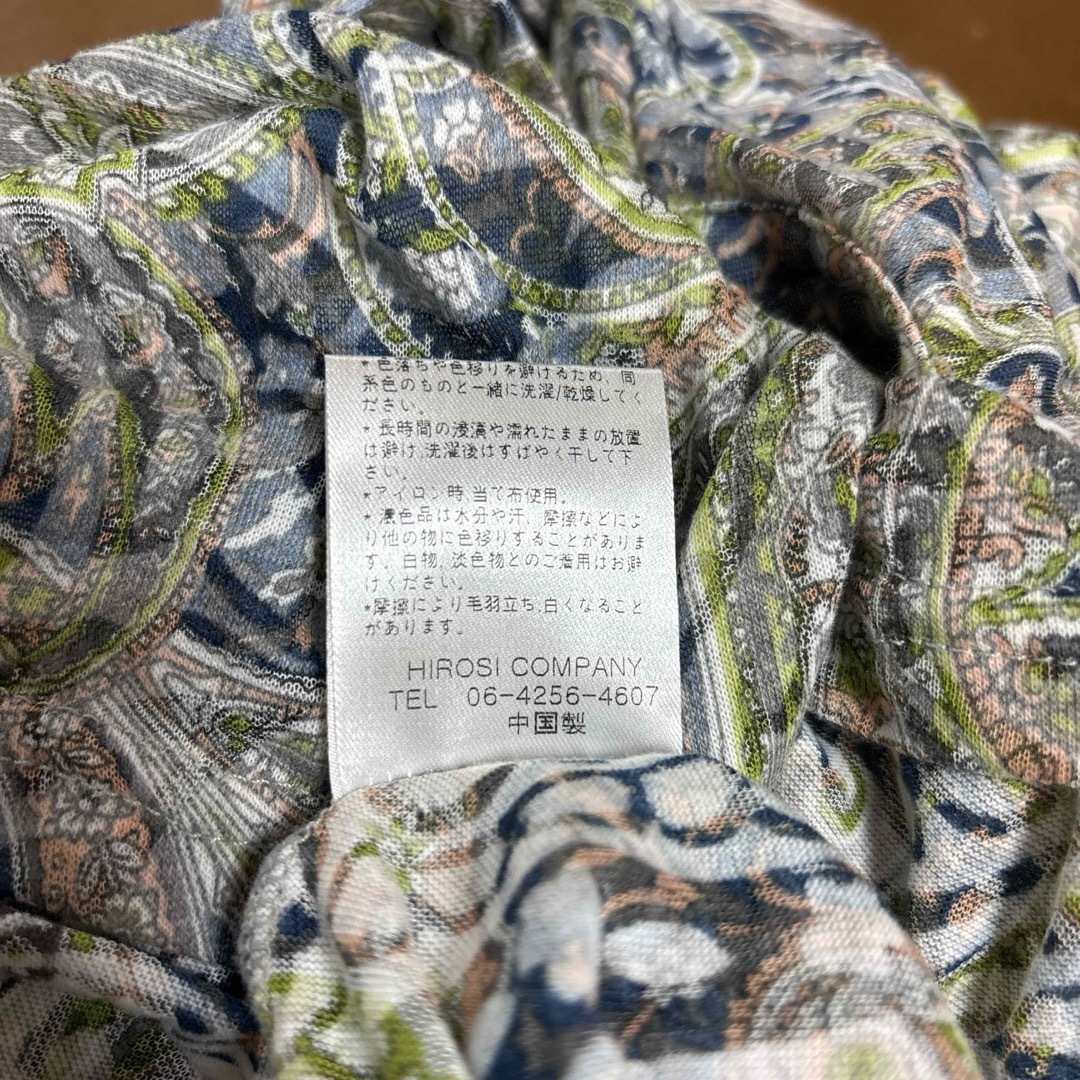 *色落ちや色移りを避けるため、同
系色のものと一緒に洗濯/乾燥してく
ださい。
*長時間の浸漬や濡れたままの放置
は避け、洗濯後はすばやく干して下
さい。
*アイロン時、当て布使用。
*濃色品は水分や汗、摩擦などによ
り他の物に色移りすることがありま
す。白物、淡色物とのご着用はお避
けください。
*摩擦により毛羽立ち、白くなること
があります。
HIROSI COMPANY
TEL 06-4256-4607
中国製